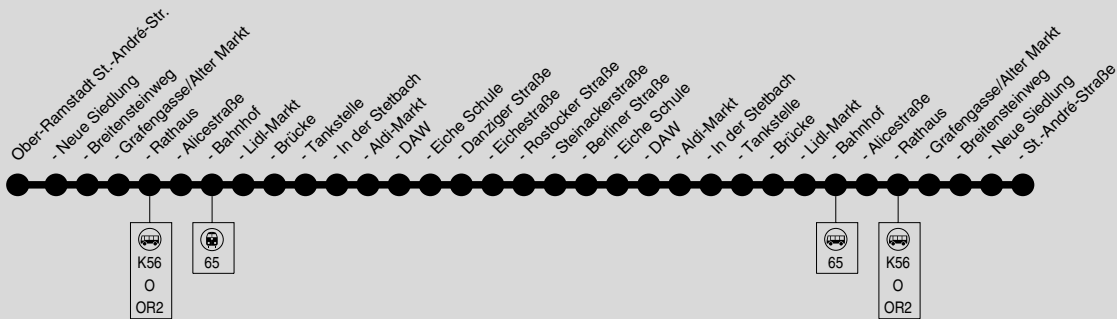 Ober-Ramstadt St.-André-Str.
- Neue Siedlung
- Breitensteinweg
- Grafengasse/Alter Markt
- Rathaus
- Alicestraße
- Bahnhof
- Lidl-Markt
- Brücke
- Tankstelle
- In der Stetbach
- Aldi-Markt
- DAW
- Eiche Schule
- Danziger Straße
- Eichestraße
- Rostocker Straße
- Steinackerstraße
- Berliner Straße
- Eiche Schule
- DAW
- Aldi-Markt
- In der Stetbach
- Tankstelle
- Brücke
- Lidl-Markt
- Bahnhof
- Alicestraße
- Rathaus
- Grafengasse/Alter Markt
- Breitensteinweg
- Neue Siedlung
- St.-André-Straße
K56
O
OR2
65
65
K56
O
OR2